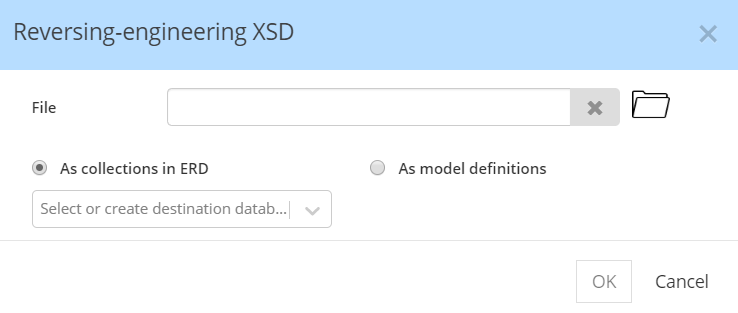 Reversing-engineering XSD
File
As collections in ERD
As model definitions
Select or create destination datab...
OK
Cancel